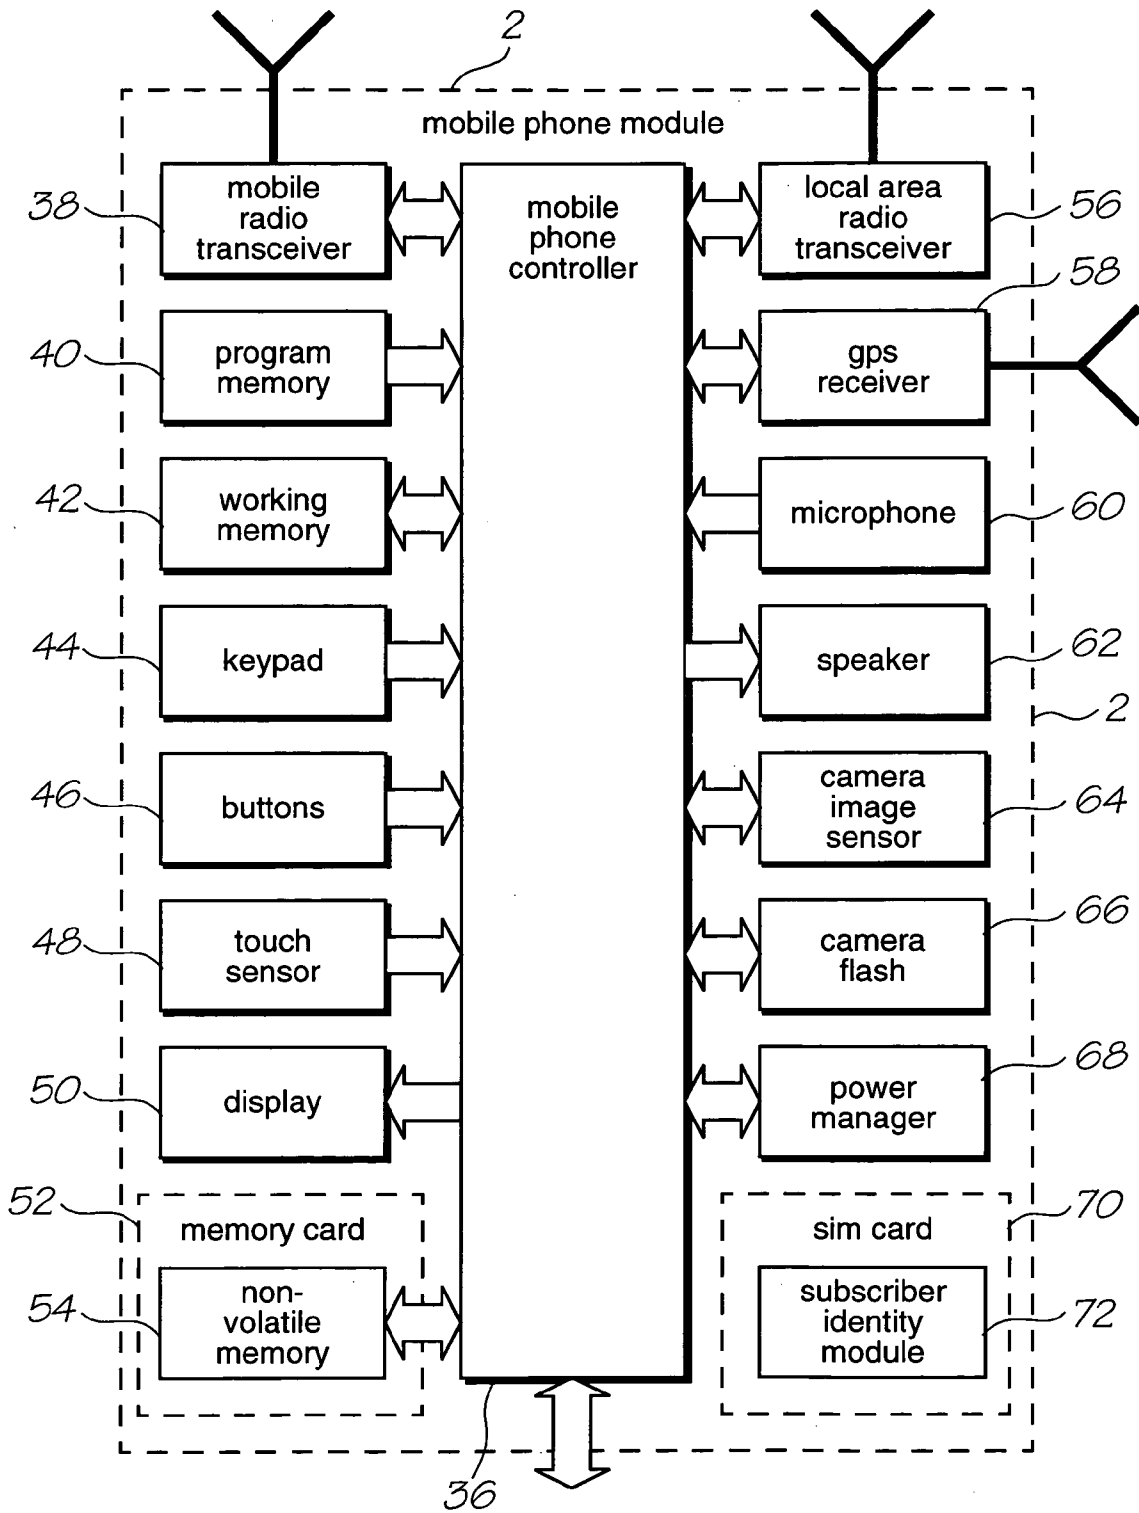 2
mobile phone module
38
mobile
radio
transceiver
mobile
phone
controller
local area
radio
transceiver
56
58
40
program
memory
gps
receiver
42
working
memory
microphone
60
44
keypad
speaker
62
2
46
buttons
camera
image
sensor
64
48
touch
sensor
camera
flash
66
50
display
power
manager
68
52
memory card
sim card
70
54
non-
volatile
memory
subscriber
identity
module
72
36